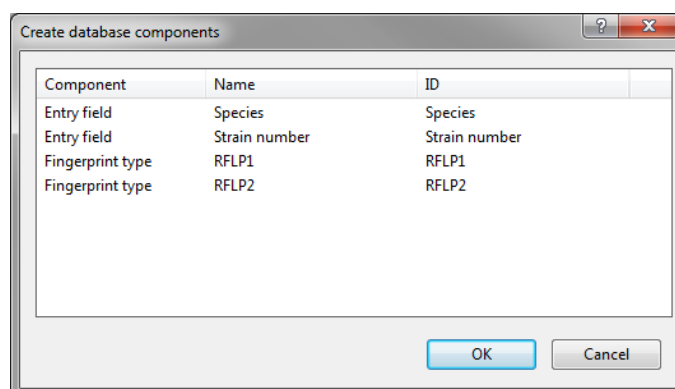 Create database components
? X
Component Name ID
Entry field Species Species
Entry field Strain number Strain number
Fingerprint type RFLP1 RFLP1
Fingerprint type RFLP2 RFLP2
OK Cancel